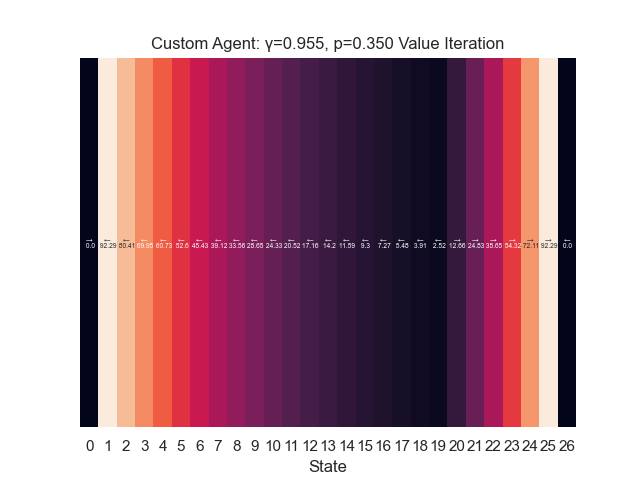 Custom Agent: γ=0.955, p=0.350 Value Iteration
← ← ← ← ← ← ← ← ← ← ← ← ← ← ← ← ← ← ← ←
0.0 92.29 80.41 69.95 60.73 52.6 45.43 39.12 33.56 25.65 24.33 20.52 17.16 14.2 11.59 9.3 7.27 5.48 3.91 2.52 12.66 24.53 35.65 54.32 72.11 92.29 0.0
0 1 2 3 4 5 6 7 8 9 10 11 12 13 14 15 16 17 18 19 20 21 22 23 24 25 26
State